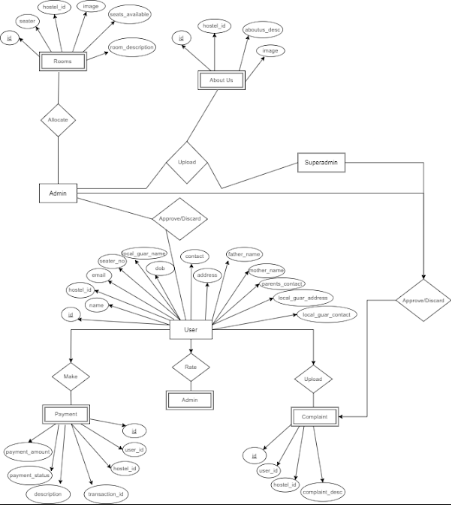 hostel_id
image
seats_available
seater
id
room_description
Rooms
hostel_id
aboutus_desc
id
image
About Us
Allocate
Upload
Superadmin
Admin
Approve/Discard
local_guar_name
contact
father_name
seater_no
dob
mother_name
email
address
parents_contact
hostel_id
local_guar_address
name
local_guar_contact
id
User
Approve/Discard
Make
Rate
Upload
Payment
Admin
Complaint
id
payment_amount
user_id
id
payment_status
hostel_id
user_id
hostel_id
description
transaction_id
complaint_desc